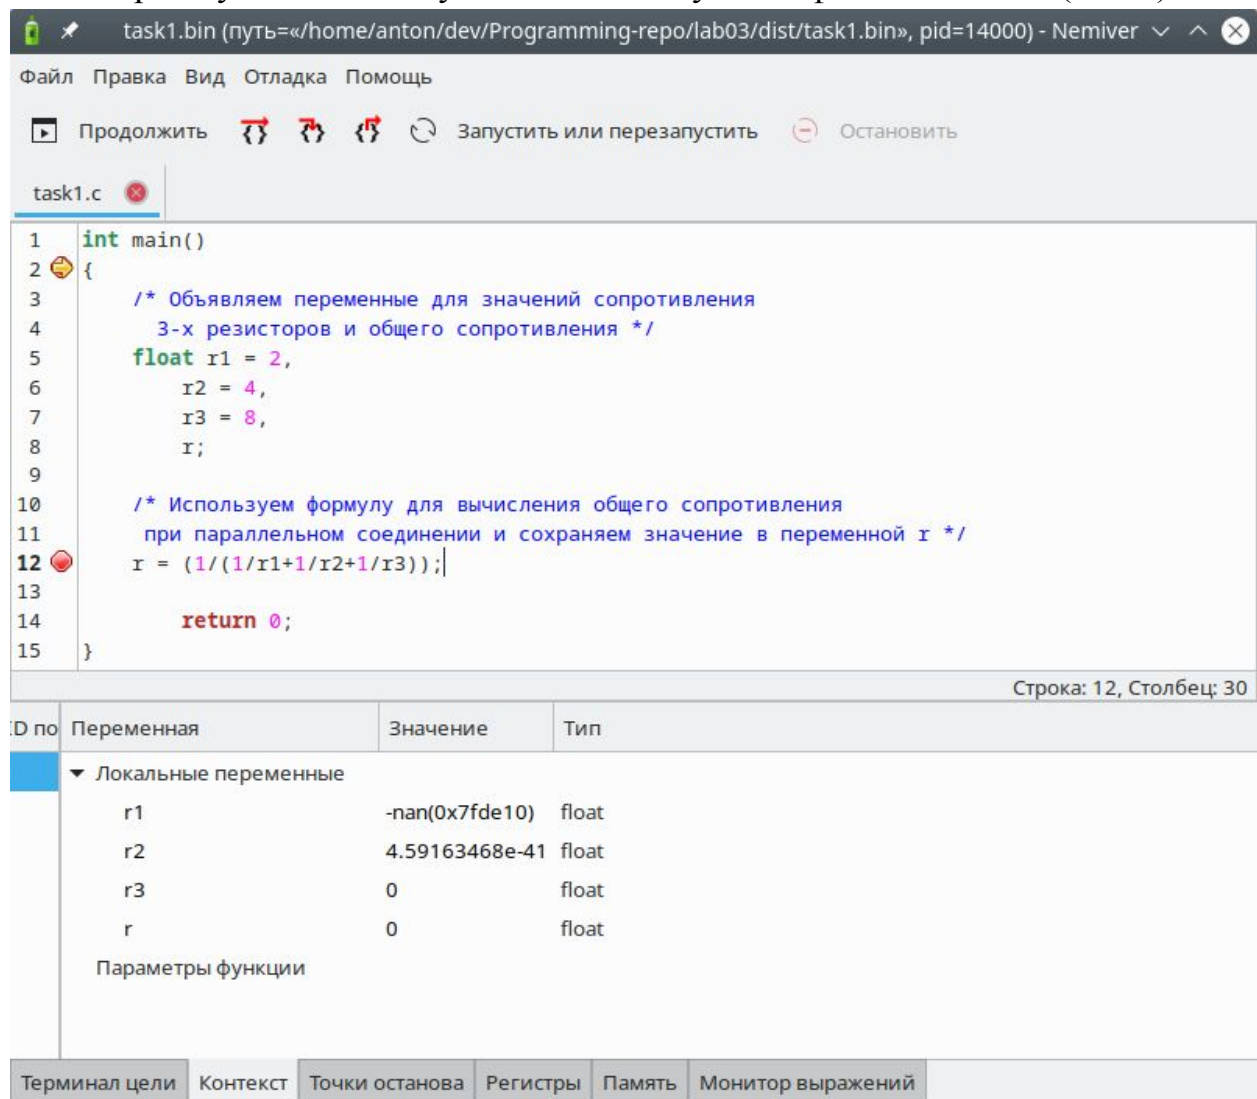 task1.bin (путь=«/home/anton/dev/Programming-repo/lab03/dist/task1.bin», pid=14000) - Nemiver
Файл Правка Вид Отладка Помощь
Продолжить Запустить или перезапустить Остановить
task1.c
1 int main()
2 {
3 /* Объявляем переменные для значений сопротивления
4 3-х резисторов и общего сопротивления */
5 float r1 = 2,
6 r2 = 4,
7 r3 = 8,
8 r;
9
10 /* Используем формулу для вычисления общего сопротивления
11 при параллельном соединении и сохраняем значение в переменной r */
12 r = (1/(1/r1+1/r2+1/r3));
13
14 return 0;
15 }
Строка: 12, Столбец: 30
D по Переменная Значение Тип
Локальные переменные
r1 -nan(0x7fde10) float
r2 4.59163468e-41 float
r3 0 float
r 0 float
Параметры функции
Терминал цели Контекст Точки останова Регистры Память Монитор выражений